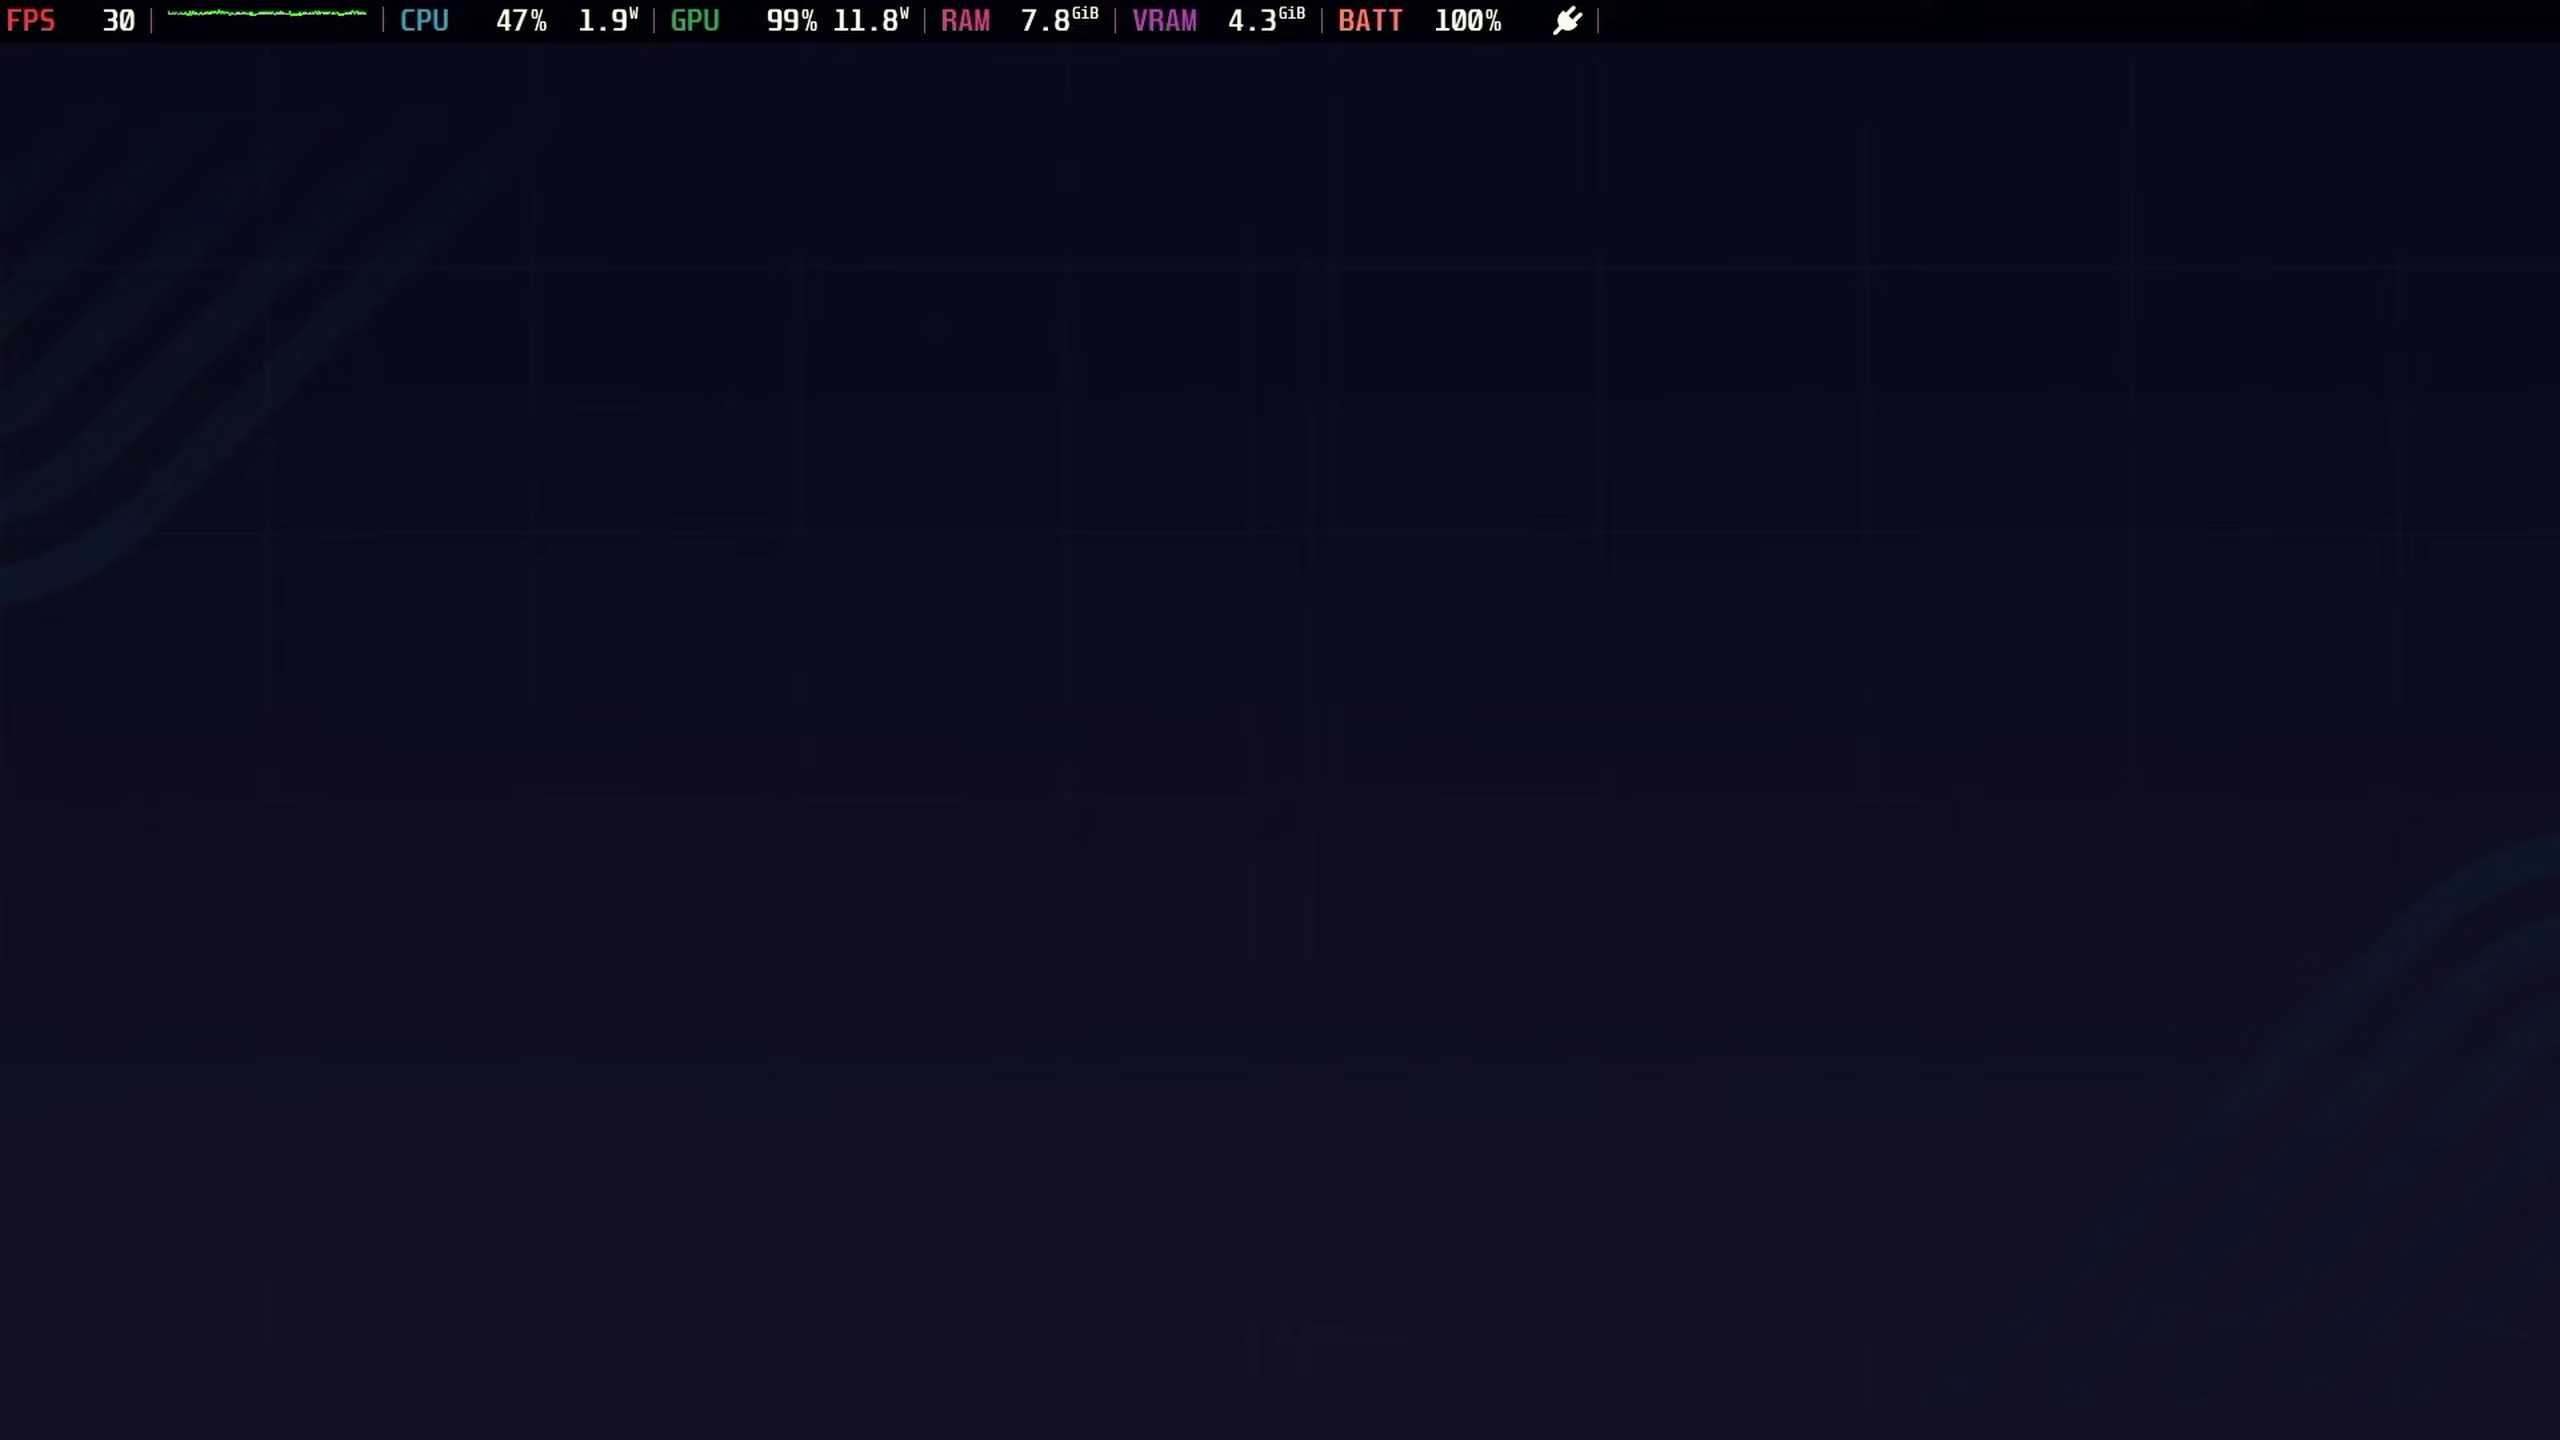 FPS 30 | | CPU 47% 1.9W | GPU 99% 11.8W | RAM 7.8GiB | VRAM 4.3GiB | BATT 100% |